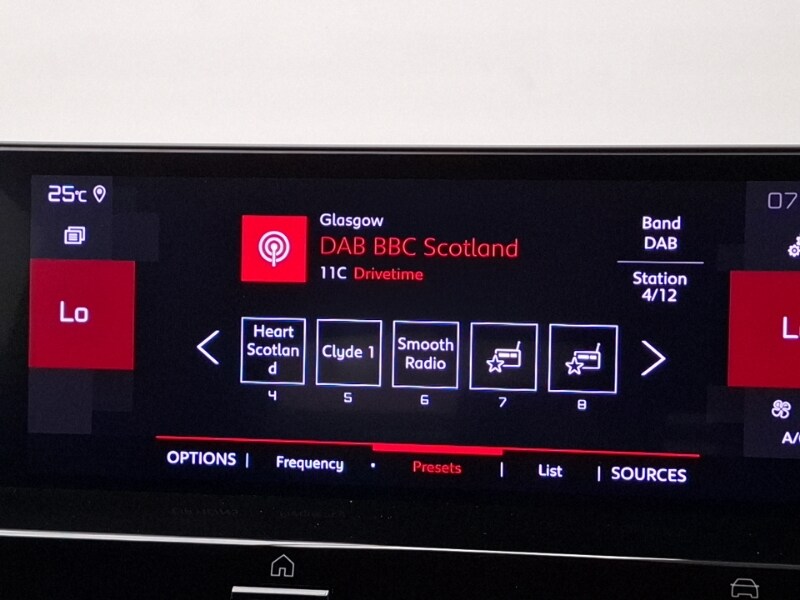 25°C
07
Glasgow
DAB BBC Scotland
11C Drivetime
Band
DAB
Station
4/12
Lo
L
Heart
Scotlan
d
Clyde 1
Smooth
Radio
4
5
6
7
8
A/
OPTIONS | Frequency • Presets | List | SOURCES